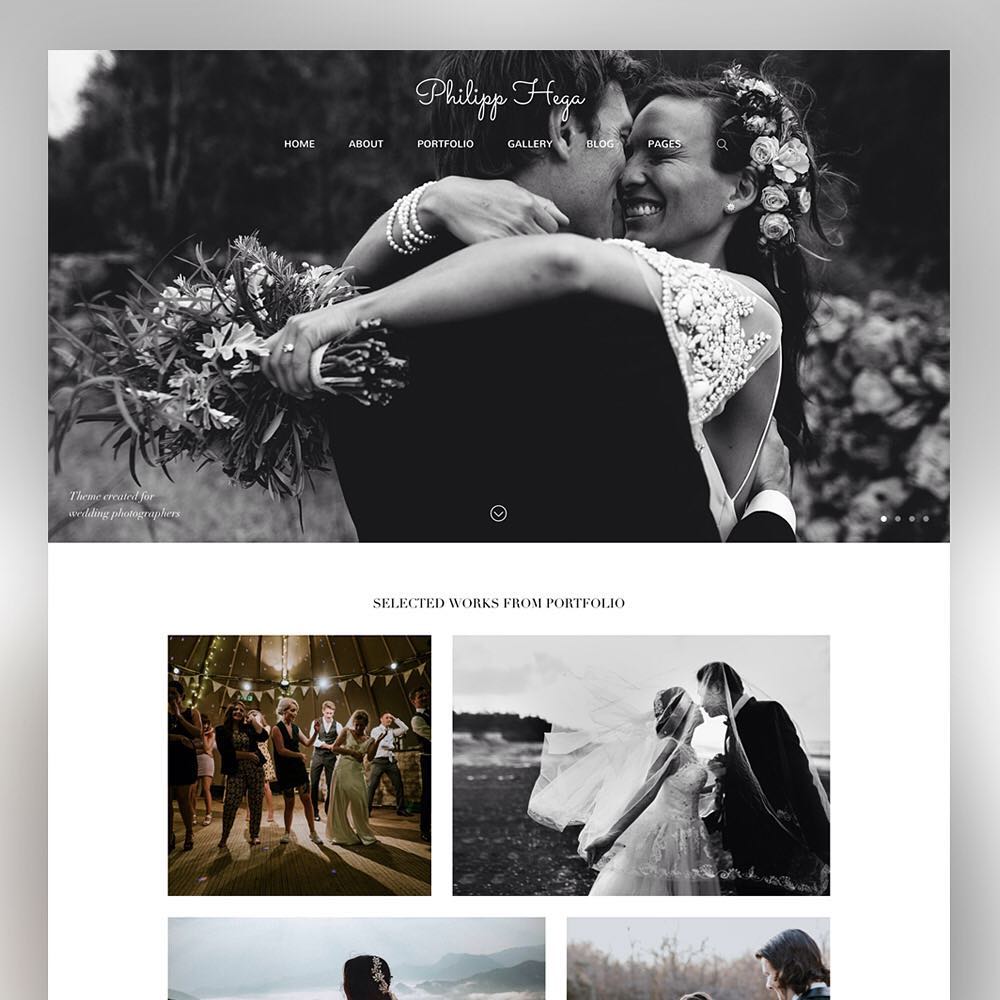 Philipp Hega
HOME ABOUT PORTFOLIO GALLERY BLOG PAGES
Theme created for
wedding photographers
SELECTED WORKS FROM PORTFOLIO